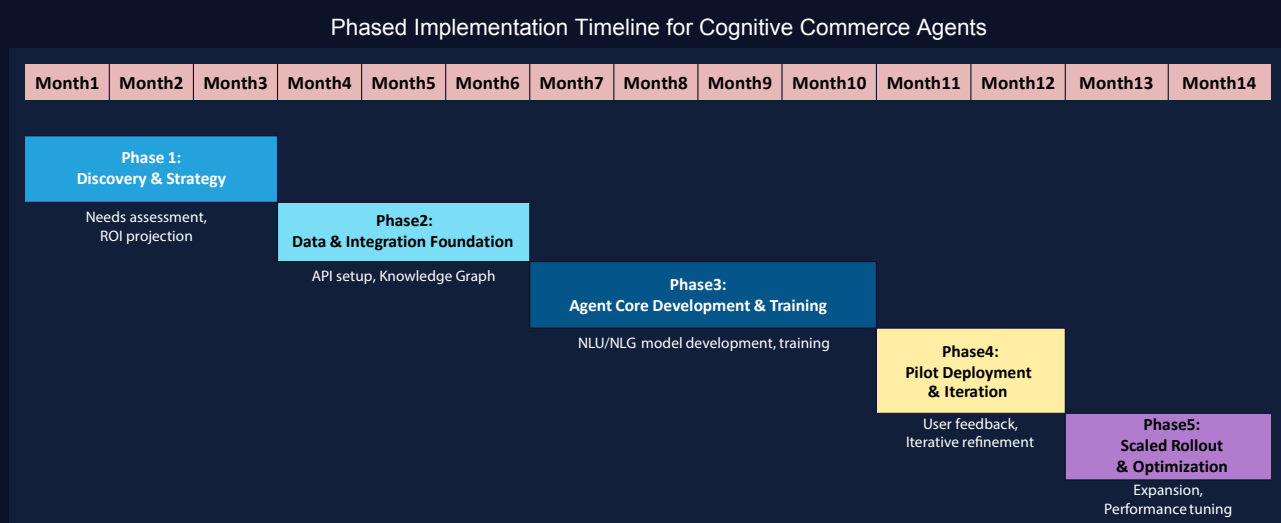 Phased Implementation Timeline for Cognitive Commerce Agents
Month1 Month2 Month3 Month4 Month5 Month6 Month7 Month8 Month9 Month10 Month11 Month12 Month13 Month14
Phase 1:
Discovery & Strategy
Needs assessment,
ROI projection
Phase2:
Data & Integration Foundation
API setup, Knowledge Graph
Phase3:
Agent Core Development & Training
NLU/NLG model development, training
Phase4:
Pilot Deployment
& Iteration
User feedback,
Iterative refinement
Phase5:
Scaled Rollout
& Optimization
Expansion,
Performance tuning